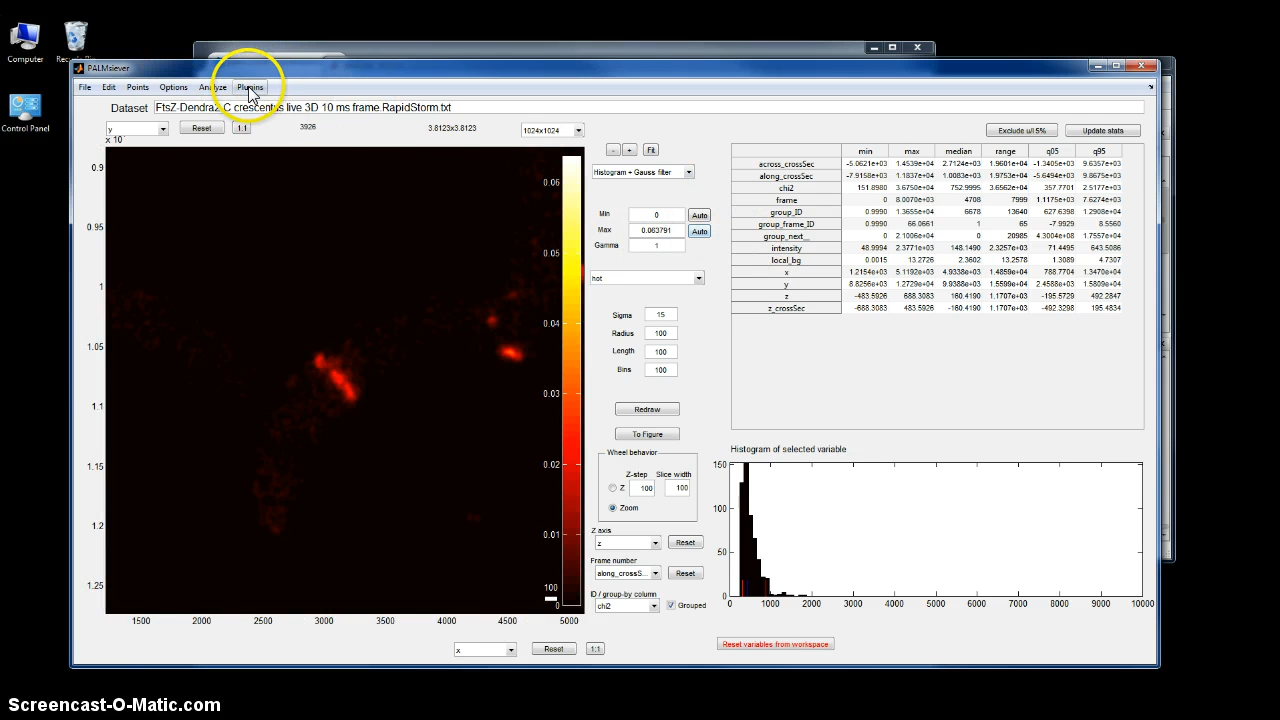 Computer
Control Panel
PALMsiever
File Edit Points Options Analyze Plugins
Dataset FtsZ-Dendra2 C crescentus live 3D 10 ms frame.RapidStorm.txt
y Reset 1:1 3926 3.8123x3.8123 1024x1024 Exclude u/l 5% Update stats
- + Fit
Histogram + Gauss filter
Min 0 Auto
Max 0.063791 Auto
Gamma 1
hot
Sigma 15
Radius 100
Length 100
Bins 100
Redraw
To Figure
Wheel behavior
Z-step Slice width
Z 100 100
Zoom
Z axis
z Reset
Frame number
along_crossS... Reset
ID / group-by column
chi2 Grouped
x 10
0.9
0.95
1
1.05
1.1
1.15
1.2
1.25
1500 2000 2500 3000 3500 4000 4500 5000
0.06
0.05
0.04
0.03
0.02
0.01
0
100
x Reset 1:1
min max median range q05 q95
across_crossSec -5.0621e+03 1.4539e+04 2.7124e+03 1.9601e+04 -1.3405e+03 9.6357e+03
along_crossSec -7.9158e+03 1.1837e+04 1.0083e+03 1.9753e+04 -5.6494e+03 9.8675e+03
chi2 151.8980 3.6750e+04 752.9995 3.6562e+04 357.7701 2.5177e+03
frame 0 8.0070e+03 4708 7999 1.1175e+03 7.6274e+03
group_ID 0.9990 1.3655e+04 6678 13640 627.6398 1.2908e+04
group_frame_ID 0.9990 66.0661 1 65 -7.9929 8.5560
group_next__ 0 2.1006e+04 0 20985 4.3004e+08 1.7557e+04
intensity 48.9994 2.3771e+03 148.1490 2.3257e+03 71.4495 643.5086
local_bg 0.0015 13.2726 2.3602 13.2578 1.3089 4.7307
x 1.2154e+03 5.1192e+03 4.9338e+03 1.4859e+04 788.7704 1.3470e+04
y 8.8256e+03 1.2729e+04 9.9388e+03 1.5599e+04 2.4588e+03 1.5809e+04
z -483.5926 688.3083 -160.4190 1.1707e+03 -195.5729 492.2847
z_crossSec -688.3083 483.5926 -160.4190 1.1707e+03 -492.3298 195.4834
Histogram of selected variable
150
100
50
0
0 1000 2000 3000 4000 5000 6000 7000 8000 9000 10000
Reset variables from workspace
Screencast-O-Matic.com